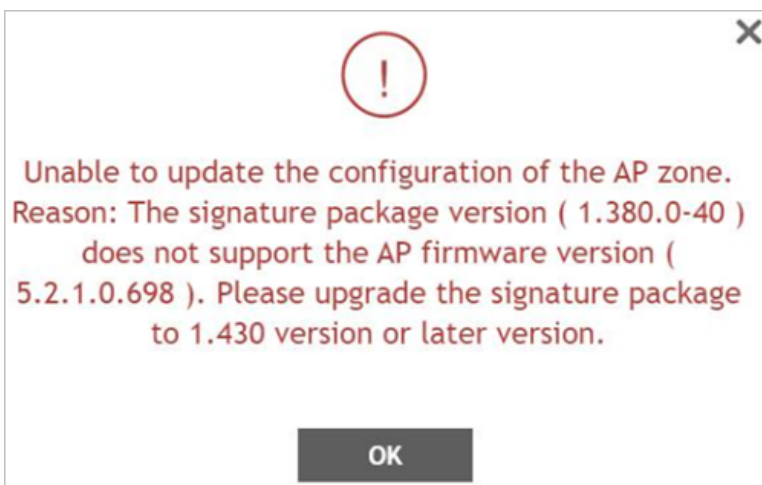 !
Unable to update the configuration of the AP zone.
Reason: The signature package version ( 1.380.0-40 )
does not support the AP firmware version (
5.2.1.0.698 ). Please upgrade the signature package
to 1.430 version or later version.
OK